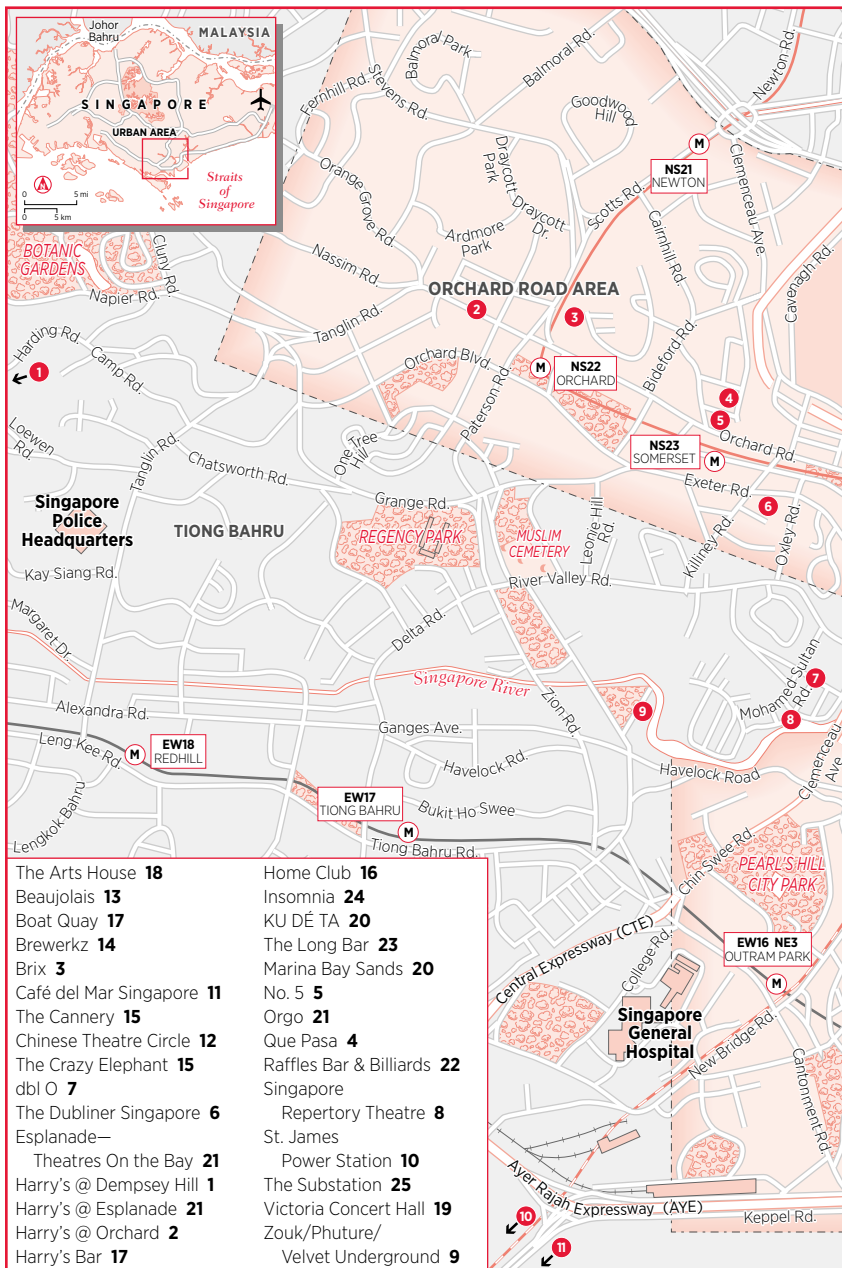 Johor
Bahru
MALAYSIA
SINGAPORE
URBAN AREA
Straits
of
Singapore
N
0 5 mi
0 5 km
Balmoral Park
Balmoral Rd.
Newton Rd.
Fernhill Rd.
Stevens Rd.
Goodwood
Hill
M
NS21
NEWTON
Clemenceau Ave.
Draycott
Park
Draycott
Dr.
Scotts Rd.
Orange
Grove Rd.
Ardmore
Park
Cairnhill Rd.
Cavenagh Rd.
BOTANIC
GARDENS
Cluny Rd.
Napier Rd.
Nassim Rd.
ORCHARD ROAD AREA
2
3
Tanglin Rd.
Harding Rd.
1
Camp Rd.
Orchard Blvd.
M
NS22
ORCHARD
Bideford Rd.
Paterson Rd.
4
5
Orchard Rd.
Loewen
Rd.
Tanglin Rd.
One Tree
Hill
NS23
SOMERSET
M
Chatsworth Rd.
Exeter Rd.
Grange Rd.
6
Singapore
Police
Headquarters
TIONG BAHRU
REGENCY PARK
MUSLIM
CEMETERY
Leonie Hill
Rd.
Killiney Rd.
Oxley Rd.
Kay Siang Rd.
River Valley Rd.
Margaret Dr.
Delta Rd.
Singapore River
Zion Rd.
Mohamed Sultan
Rd.
7
8
9
Alexandra Rd.
Ganges Ave.
Clemenceau
Ave.
Leng Kee Rd.
M
EW18
REDHILL
Havelock Rd.
Havelock Road
Lengkok Bahru
EW17
TIONG BAHRU
M
Bukit Ho Swee
Tiong Bahru Rd.
Chin Swee Rd.
PEARL'S HILL
CITY PARK
Central Expressway (CTE)
College Rd.
EW16 NE3
OUTRAM PARK
M
Singapore
General
Hospital
New Bridge Rd.
Cantonment Rd.
Ayer Rajah Expressway (AYE)
Keppel Rd.
10
11
The Arts House 18
Beaujolais 13
Boat Quay 17
Brewerkz 14
Brix 3
Café del Mar Singapore 11
The Cannery 15
Chinese Theatre Circle 12
The Crazy Elephant 15
dbl O 7
The Dubliner Singapore 6
Esplanade—
Theatres On the Bay 21
Harry's @ Dempsey Hill 1
Harry's @ Esplanade 21
Harry's @ Orchard 2
Harry's Bar 17
Home Club 16
Insomnia 24
KU DÉ TA 20
The Long Bar 23
Marina Bay Sands 20
No. 5 5
Orgo 21
Que Pasa 4
Raffles Bar & Billiards 22
Singapore
Repertory Theatre 8
St. James
Power Station 10
The Substation 25
Victoria Concert Hall 19
Zouk/Phuture/
Velvet Underground 9